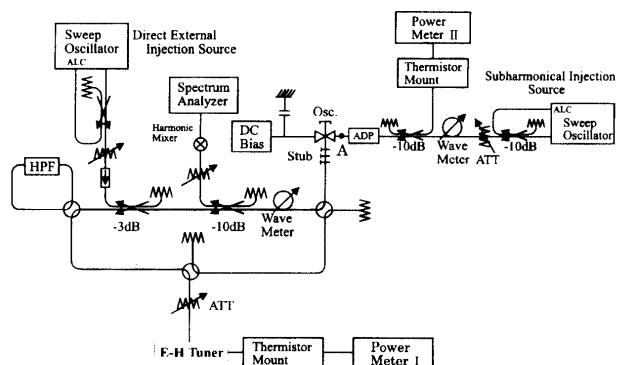 Sweep
Oscillator
ALC
Direct External
Injection Source
Power
Meter II
Thermistor
Mount
Subharmonical Injection
Source
ALC
Sweep
Oscillator
Spectrum
Analyzer
Harmonic
Mixer
Osc.
DC
Bias
Stub
A
ADP
-10dB
Wave
Meter
ATT
-10dB
HPF
-3dB
-10dB
Wave
Meter
ATT
E-H Tuner
Thermistor
Mount
Power
Meter I